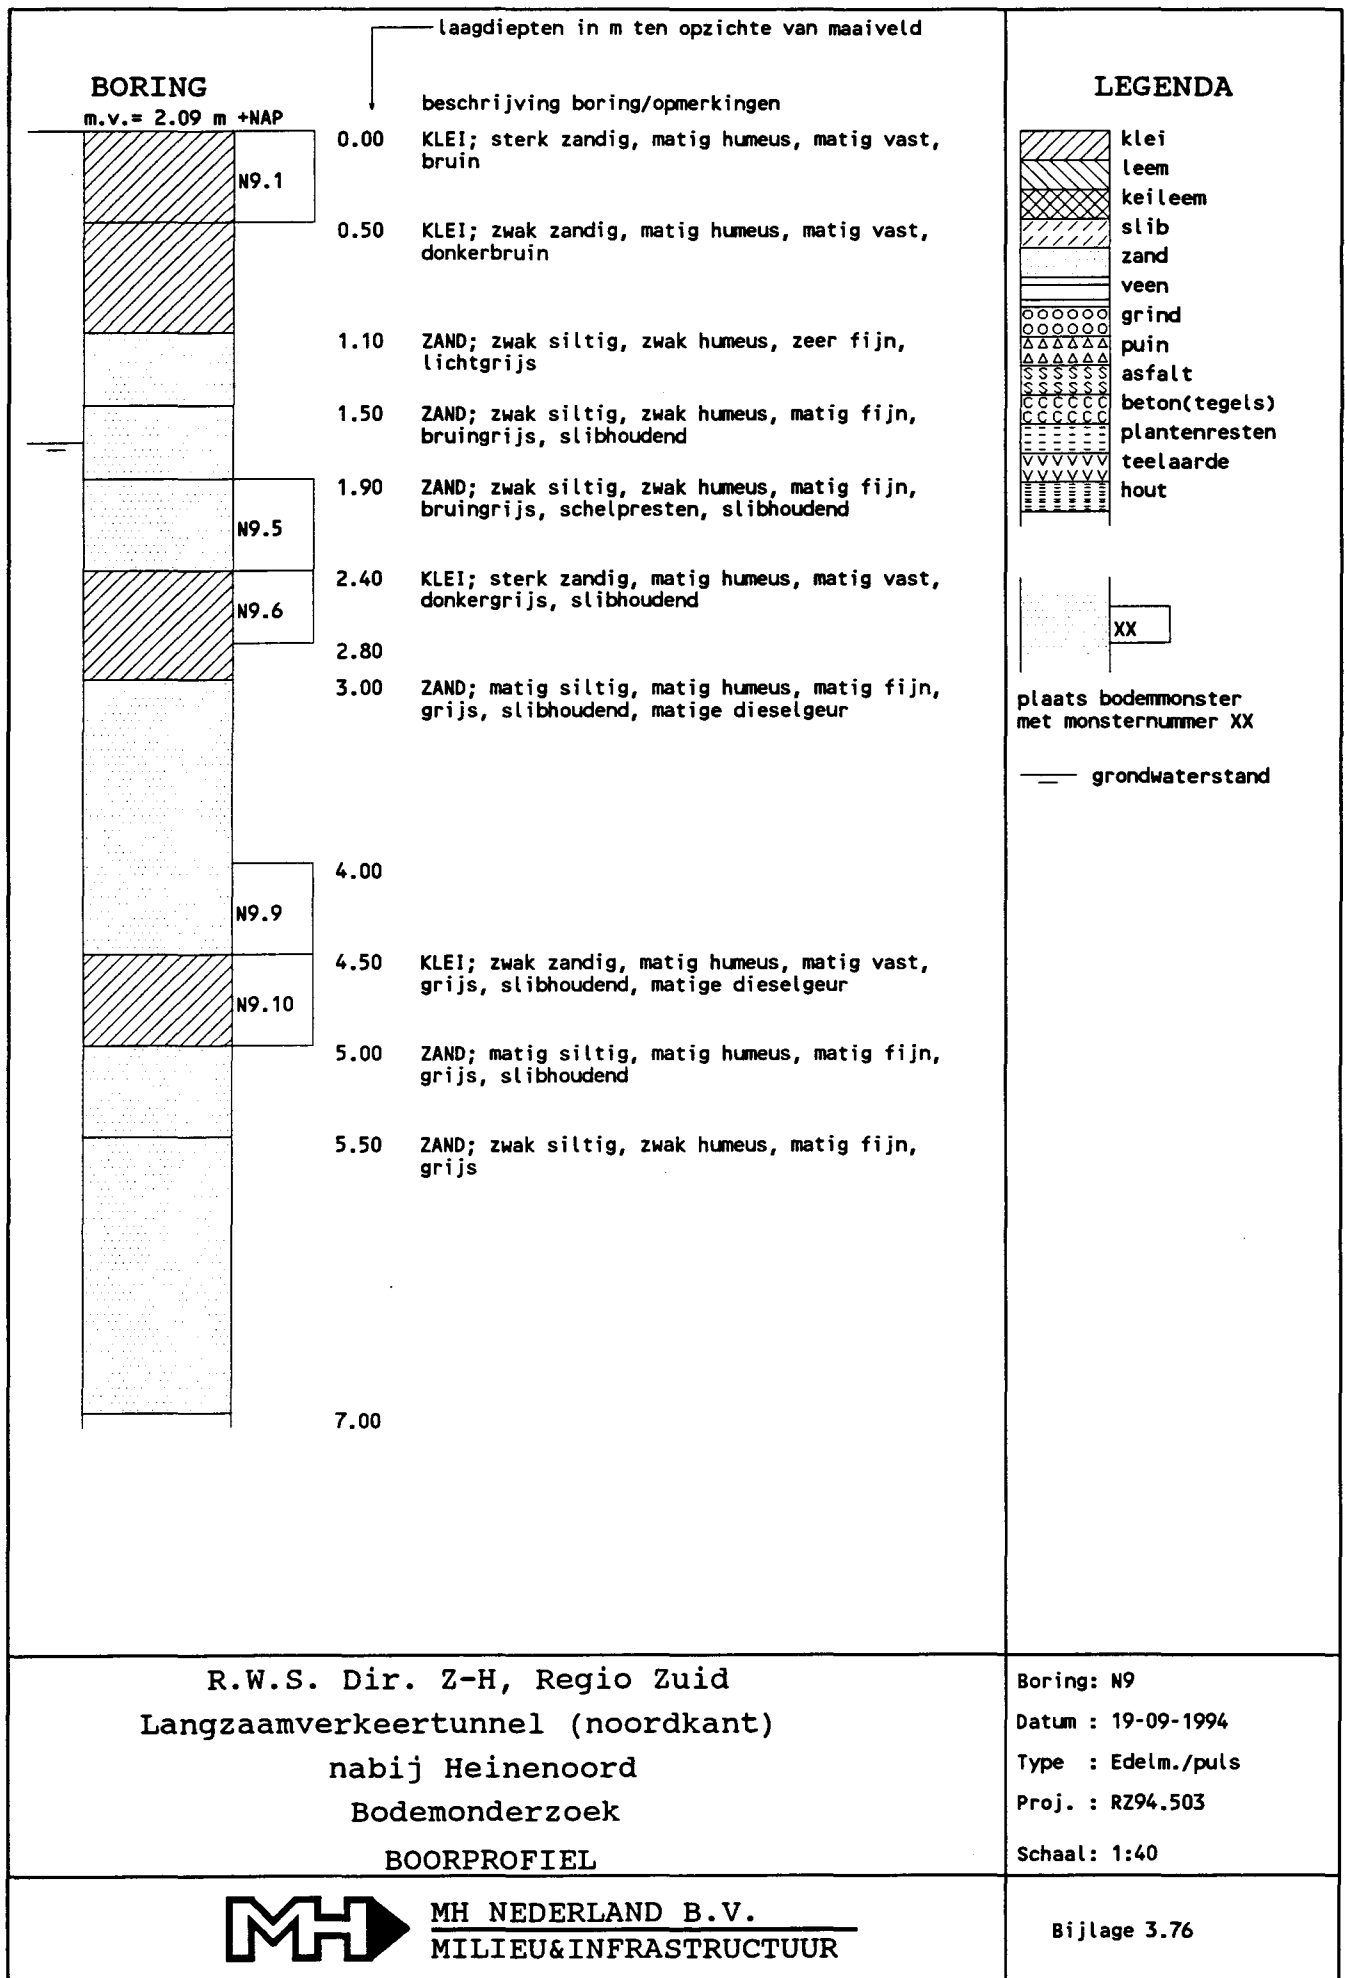 laagdiepten in m ten opzichte van maaiveld
BORING
m.v.= 2.09 m +NAP
beschrijving boring/opmerkingen
0.00 KLEI; sterk zandig, matig humeus, matig vast,
bruin
N9.1
0.50 KLEI; zwak zandig, matig humeus, matig vast,
donkerbruin
1.10 ZAND; zwak siltig, zwak humeus, zeer fijn,
lichtgrijs
1.50 ZAND; zwak siltig, zwak humeus, matig fijn,
bruingrijs, slibhoudend
1.90 ZAND; zwak siltig, zwak humeus, matig fijn,
bruingrijs, schelpresten, slibhoudend
N9.5
2.40 KLEI; sterk zandig, matig humeus, matig vast,
donkergrijs, slibhoudend
N9.6
2.80
3.00 ZAND; matig siltig, matig humeus, matig fijn,
grijs, slibhoudend, matige dieselgeur
4.00
N9.9
4.50 KLEI; zwak zandig, matig humeus, matig vast,
grijs, slibhoudend, matige dieselgeur
N9.10
5.00 ZAND; matig siltig, matig humeus, matig fijn,
grijs, slibhoudend
5.50 ZAND; zwak siltig, zwak humeus, matig fijn,
grijs
7.00
LEGENDA
klei
leem
keileem
slib
zand
veen
grind
puin
asfalt
beton(tegels)
plantenresten
teelaarde
hout
XX
plaats bodemmonster
met monsternummer XX
grondwaterstand
R.W.S. Dir. Z-H, Regio Zuid
Langzaamverkeertunnel (noordkant)
nabij Heinenoord
Bodemonderzoek
BOORPROFIEL
Boring: N9
Datum : 19-09-1994
Type : Edelm./puls
Proj. : RZ94.503
Schaal: 1:40
MH
MH NEDERLAND B.V.
MILIEU&INFRASTRUCTUUR
Bijlage 3.76